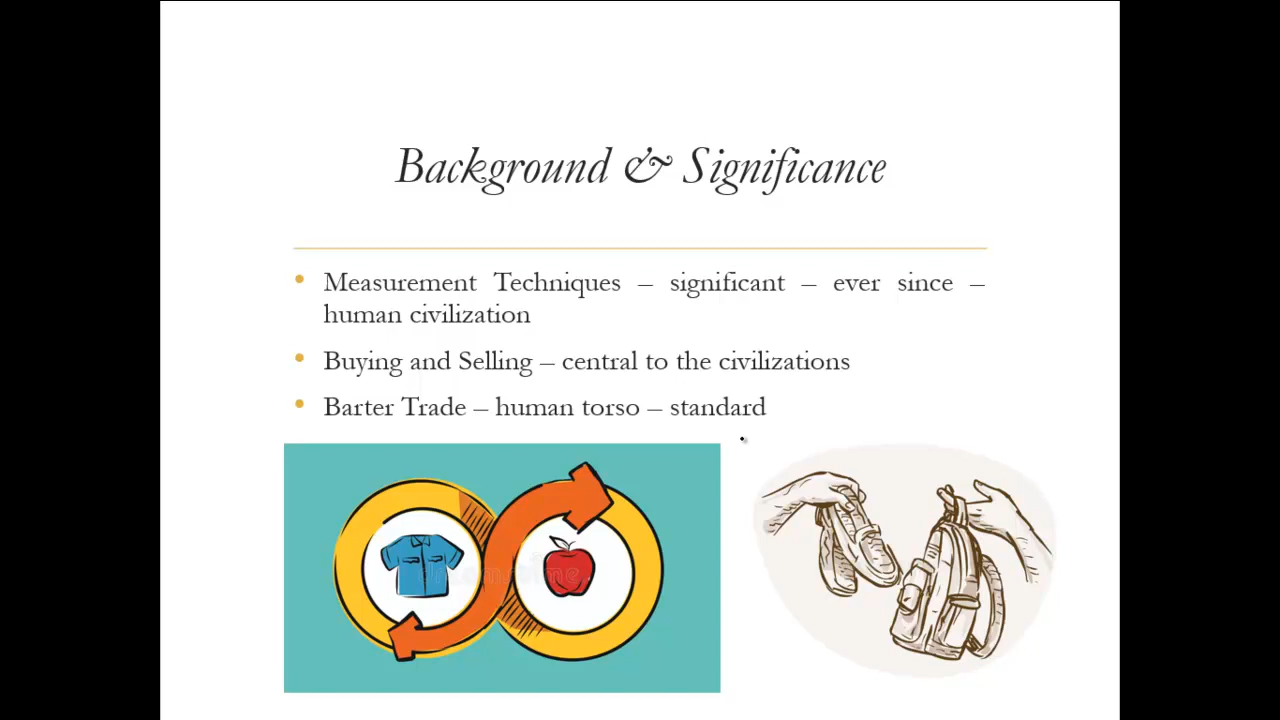 Background & Significance
• Measurement Techniques – significant – ever since –
human civilization
• Buying and Selling – central to the civilizations
• Barter Trade – human torso – standard